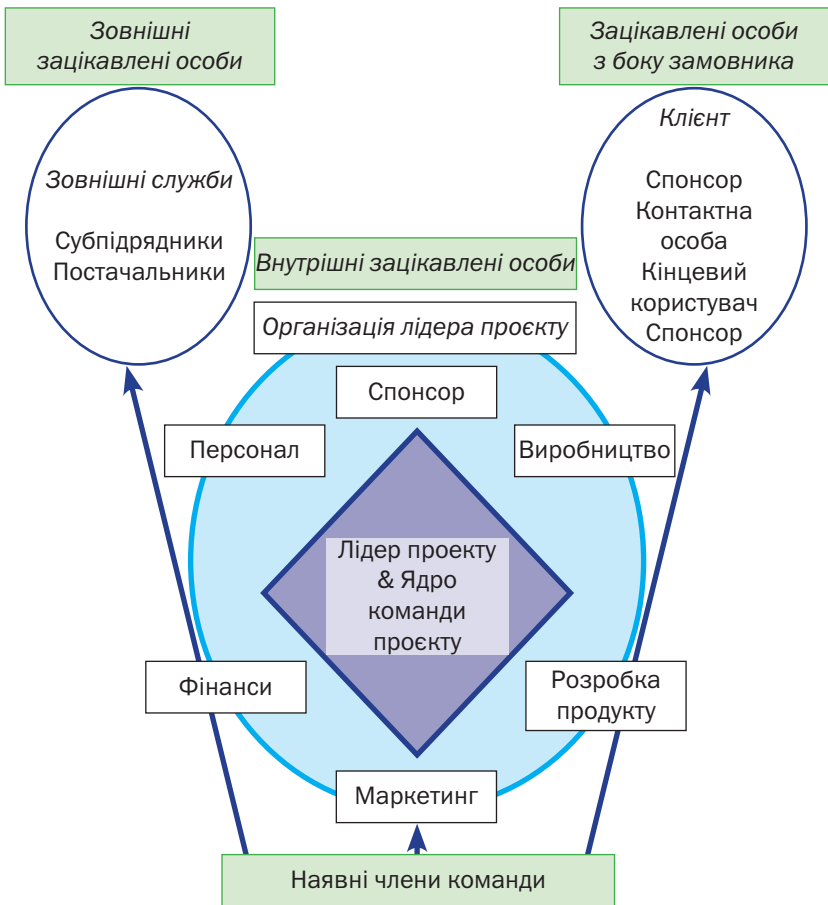 Зовнішні
зацікавлені особи
Зацікавлені особи
з боку замовника
Зовнішні служби
Субпідрядники
Постачальники
Клієнт
Спонсор
Контактна
особа
Кінцевий
користувач
Спонсор
Внутрішні зацікавлені особи
Організація лідера проєкту
Спонсор
Персонал
Виробництво
Лідер проекту
& Ядро
команди
проєкту
Фінанси
Розробка
продукту
Маркетинг
Наявні члени команди